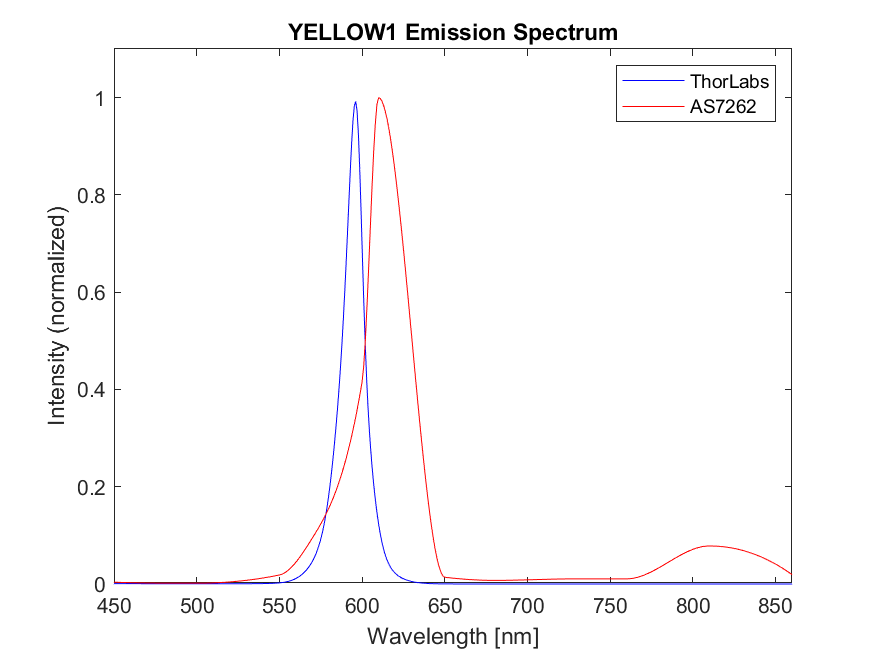 YELLOW1 Emission Spectrum
ThorLabs
AS7262
1
0.8
0.6
0.4
0.2
0
Intensity (normalized)
450 500 550 600 650 700 750 800 850
Wavelength [nm]